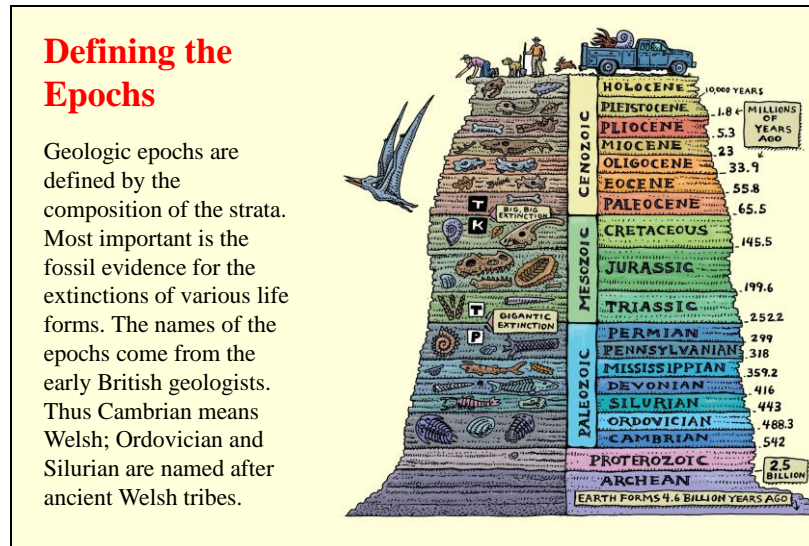 Defining the
Epochs
Geologic epochs are
defined by the
composition of the strata.
Most important is the
fossil evidence for the
extinctions of various life
forms. The names of the
epochs come from the
early British geologists.
Thus Cambrian means
Welsh; Ordovician and
Silurian are named after
ancient Welsh tribes.
CENOZOIC
HOLOCENE
10,000 YEARS
PLEISTOCENE
1.8
MILLIONS
OF
YEARS
AGO
PLIOCENE
5.3
MIOCENE
23
OLIGOCENE
33.9
EOCENE
55.8
PALEOCENE
65.5
T
BIG, BIG
EXTINCTION
K
MESOZOIC
CRETACEOUS
145.5
JURASSIC
199.6
TRIASSIC
252.2
T
GIGANTIC
EXTINCTION
P
PALEOZOIC
PERMIAN
299
PENNSYLVANIAN
318
MISSISSIPPIAN
359.2
DEVONIAN
416
SILURIAN
443
ORDOVICIAN
488.3
CAMBRIAN
542
PROTEROZOIC
2.5
BILLION
ARCHEAN
EARTH FORMS 4.6 BILLION YEARS AGO